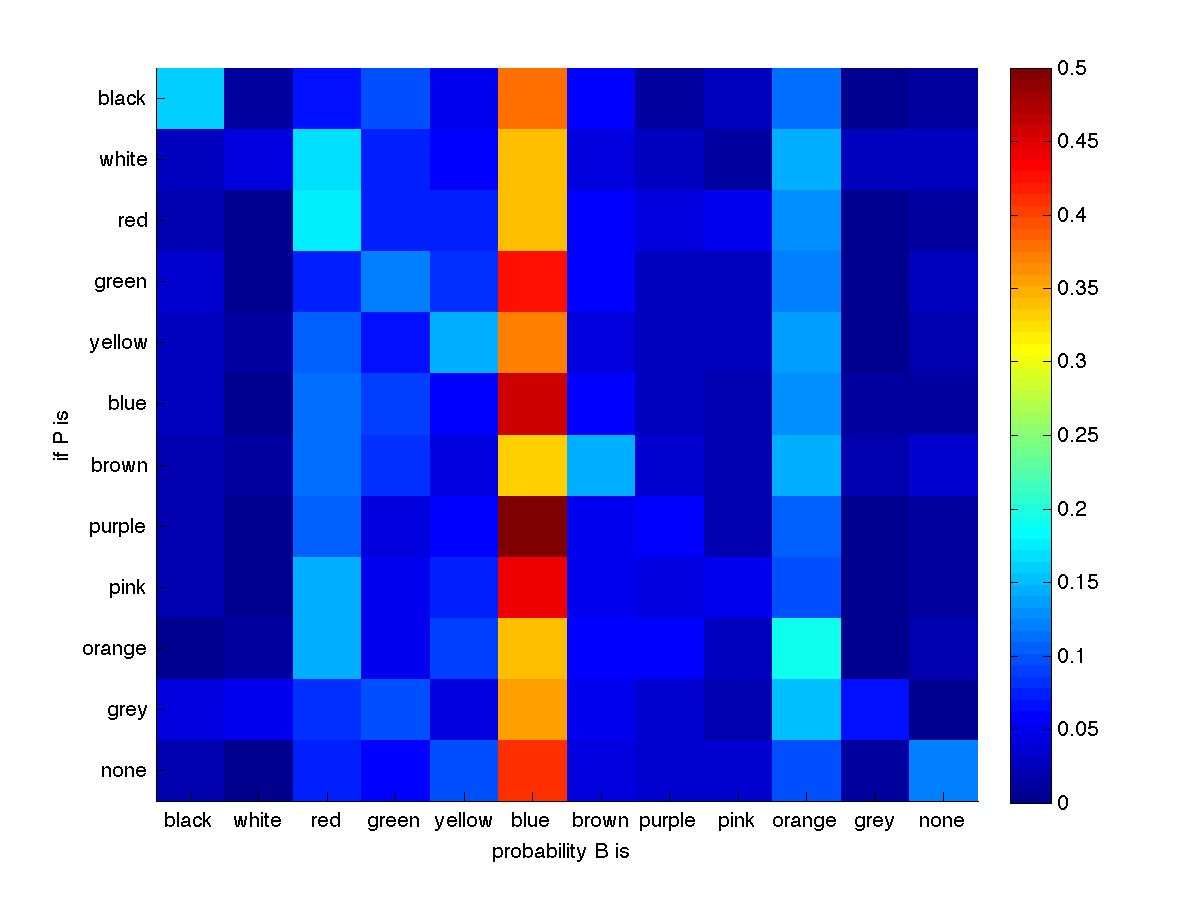 black
white
red
green
yellow
blue
brown
purple
pink
orange
grey
none
if P is
black white red green yellow blue brown purple pink orange grey none
probability B is
0.5
0.45
0.4
0.35
0.3
0.25
0.2
0.15
0.1
0.05
0